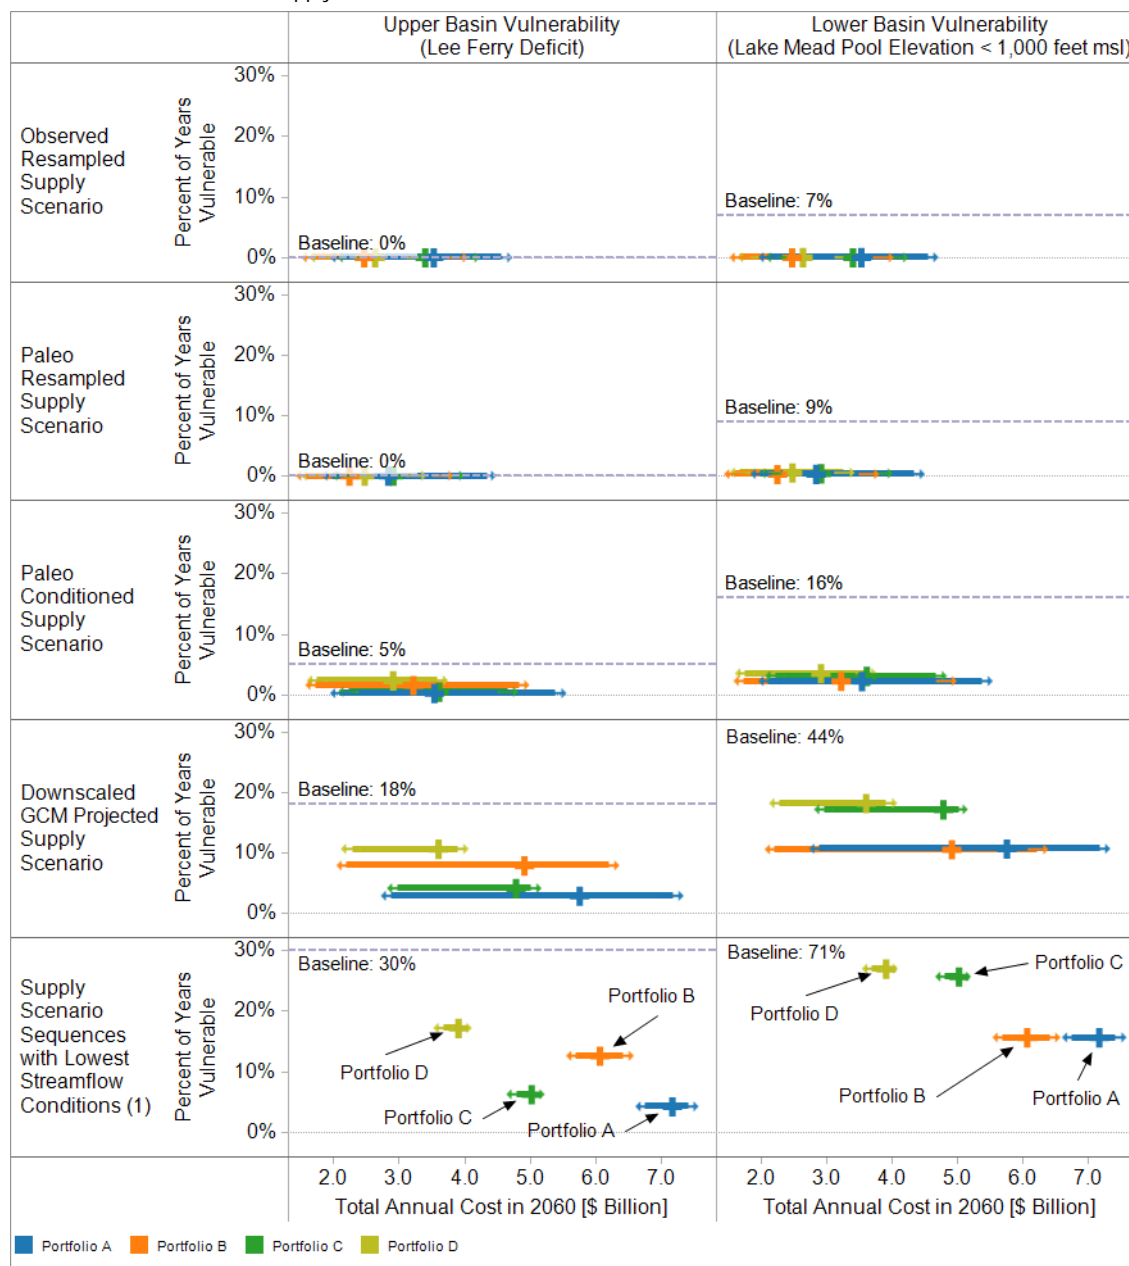 Upper Basin Vulnerability
(Lee Ferry Deficit)
Lower Basin Vulnerability
(Lake Mead Pool Elevation < 1,000 feet msl)
Observed
Resampled
Supply
Scenario
Percent of Years
Vulnerable
30%
20%
10%
0%
Baseline: 0%
Baseline: 7%
Paleo
Resampled
Supply
Scenario
Percent of Years
Vulnerable
30%
20%
10%
0%
Baseline: 0%
Baseline: 9%
Paleo
Conditioned
Supply
Scenario
Percent of Years
Vulnerable
30%
20%
10%
0%
Baseline: 5%
Baseline: 16%
Downscaled
GCM Projected
Supply
Scenario
Percent of Years
Vulnerable
30%
20%
10%
0%
Baseline: 18%
Baseline: 44%
Supply
Scenario
Sequences
with Lowest
Streamflow
Conditions (1)
Percent of Years
Vulnerable
30%
20%
10%
0%
Baseline: 30%
Portfolio B
Portfolio D
Portfolio C
Portfolio A
Baseline: 71%
Portfolio C
Portfolio D
Portfolio B
Portfolio A
2.0 3.0 4.0 5.0 6.0 7.0
Total Annual Cost in 2060 [$ Billion]
2.0 3.0 4.0 5.0 6.0 7.0
Total Annual Cost in 2060 [$ Billion]
Portfolio A Portfolio B Portfolio C Portfolio D